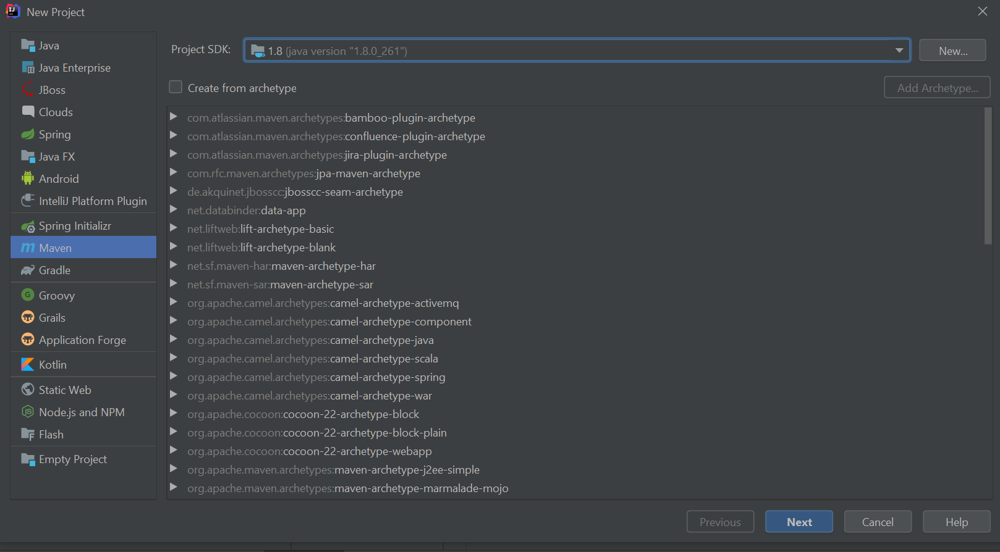 New Project
Java
Java Enterprise
JBoss
Clouds
Spring
Java FX
Android
IntelliJ Platform Plugin
Spring Initializr
Maven
Gradle
Groovy
Grails
Application Forge
Kotlin
Static Web
Node.js and NPM
Flash
Empty Project
Project SDK: 1.8 (java version "1.8.0_261") New...
Create from archetype Add Archetype...
com.atlassian.maven.archetypes:bamboo-plugin-archetype
com.atlassian.maven.archetypes:confluence-plugin-archetype
com.atlassian.maven.archetypes:jira-plugin-archetype
com.rfc.maven.archetypes:jpa-maven-archetype
de.akquinet.jbosscc:jbosscc-seam-archetype
net.databinder:data-app
net.liftweb:lift-archetype-basic
net.liftweb:lift-archetype-blank
net.sf.maven-har:maven-archetype-har
net.sf.maven-sar:maven-archetype-sar
org.apache.camel.archetypes:camel-archetype-activemq
org.apache.camel.archetypes:camel-archetype-component
org.apache.camel.archetypes:camel-archetype-java
org.apache.camel.archetypes:camel-archetype-scala
org.apache.camel.archetypes:camel-archetype-spring
org.apache.camel.archetypes:camel-archetype-war
org.apache.cocoon:cocoon-22-archetype-block
org.apache.cocoon:cocoon-22-archetype-block-plain
org.apache.cocoon:cocoon-22-archetype-webapp
org.apache.maven.archetypes:maven-archetype-j2ee-simple
org.apache.maven.archetypes:maven-archetype-marmalade-mojo
Previous Next Cancel Help